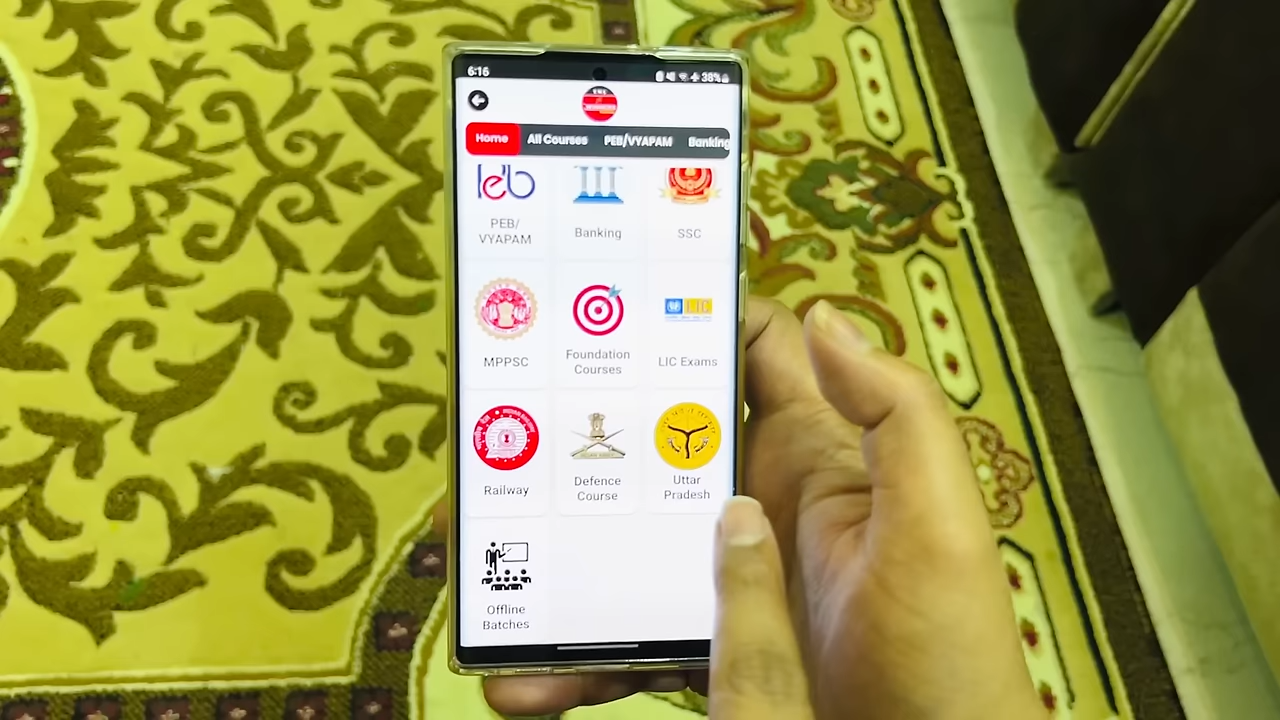 6:16
38%
Home All Courses PEB/VYAPAM Banking
PEB/
VYAPAM
Banking
SSC
MPPSC
Foundation
Courses
LIC Exams
LIC
Railway
Defence
Course
Uttar
Pradesh
Offline
Batches